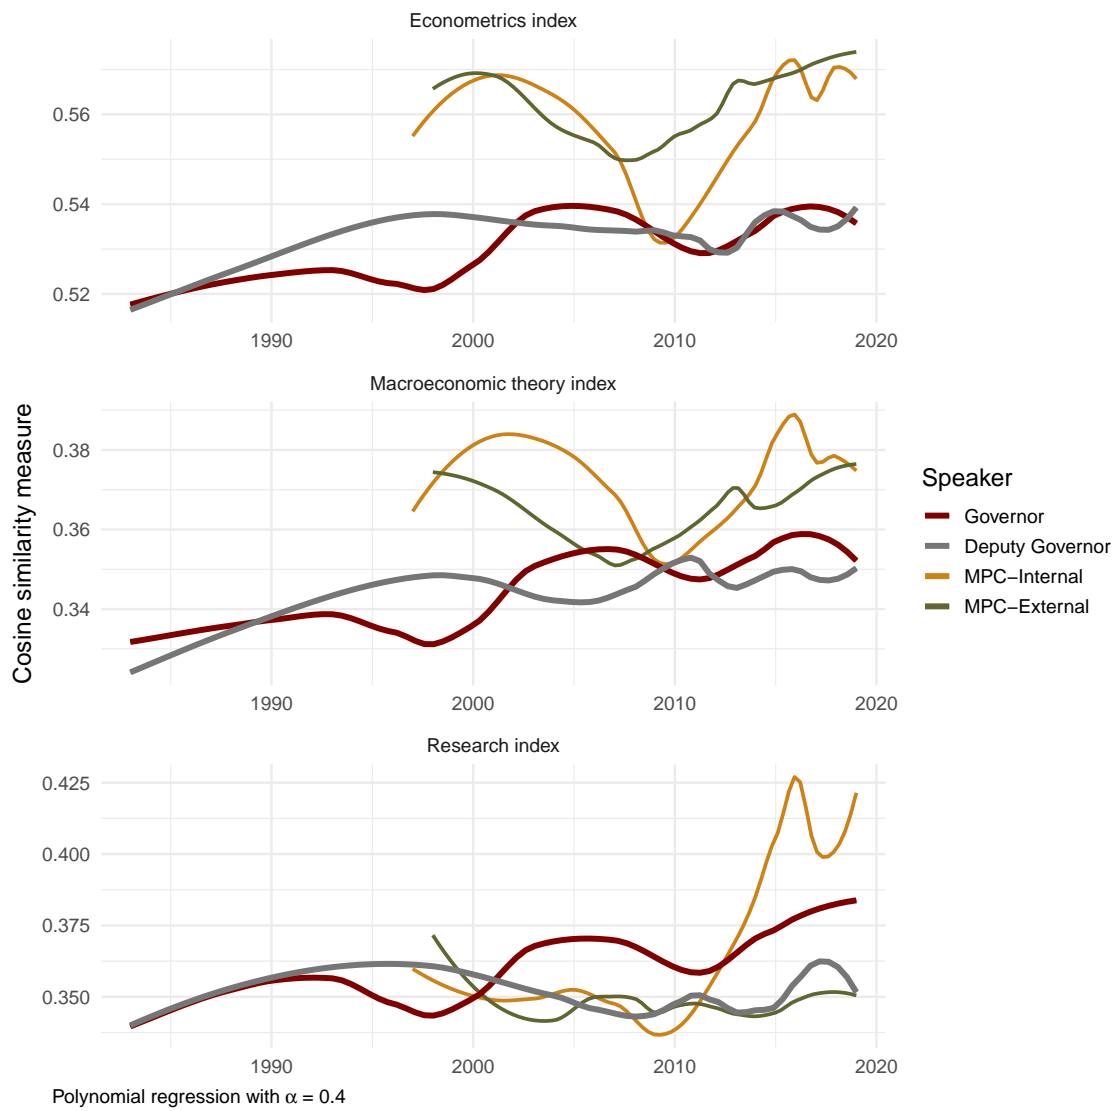 Econometrics index
0.56
0.54
0.52
1990 2000 2010 2020
Macroeconomic theory index
Cosine similarity measure
0.38
0.36
0.34
1990 2000 2010 2020
Speaker
Governor
Deputy Governor
MPC−Internal
MPC−External
Research index
0.425
0.400
0.375
0.350
1990 2000 2010 2020
Polynomial regression with α = 0.4